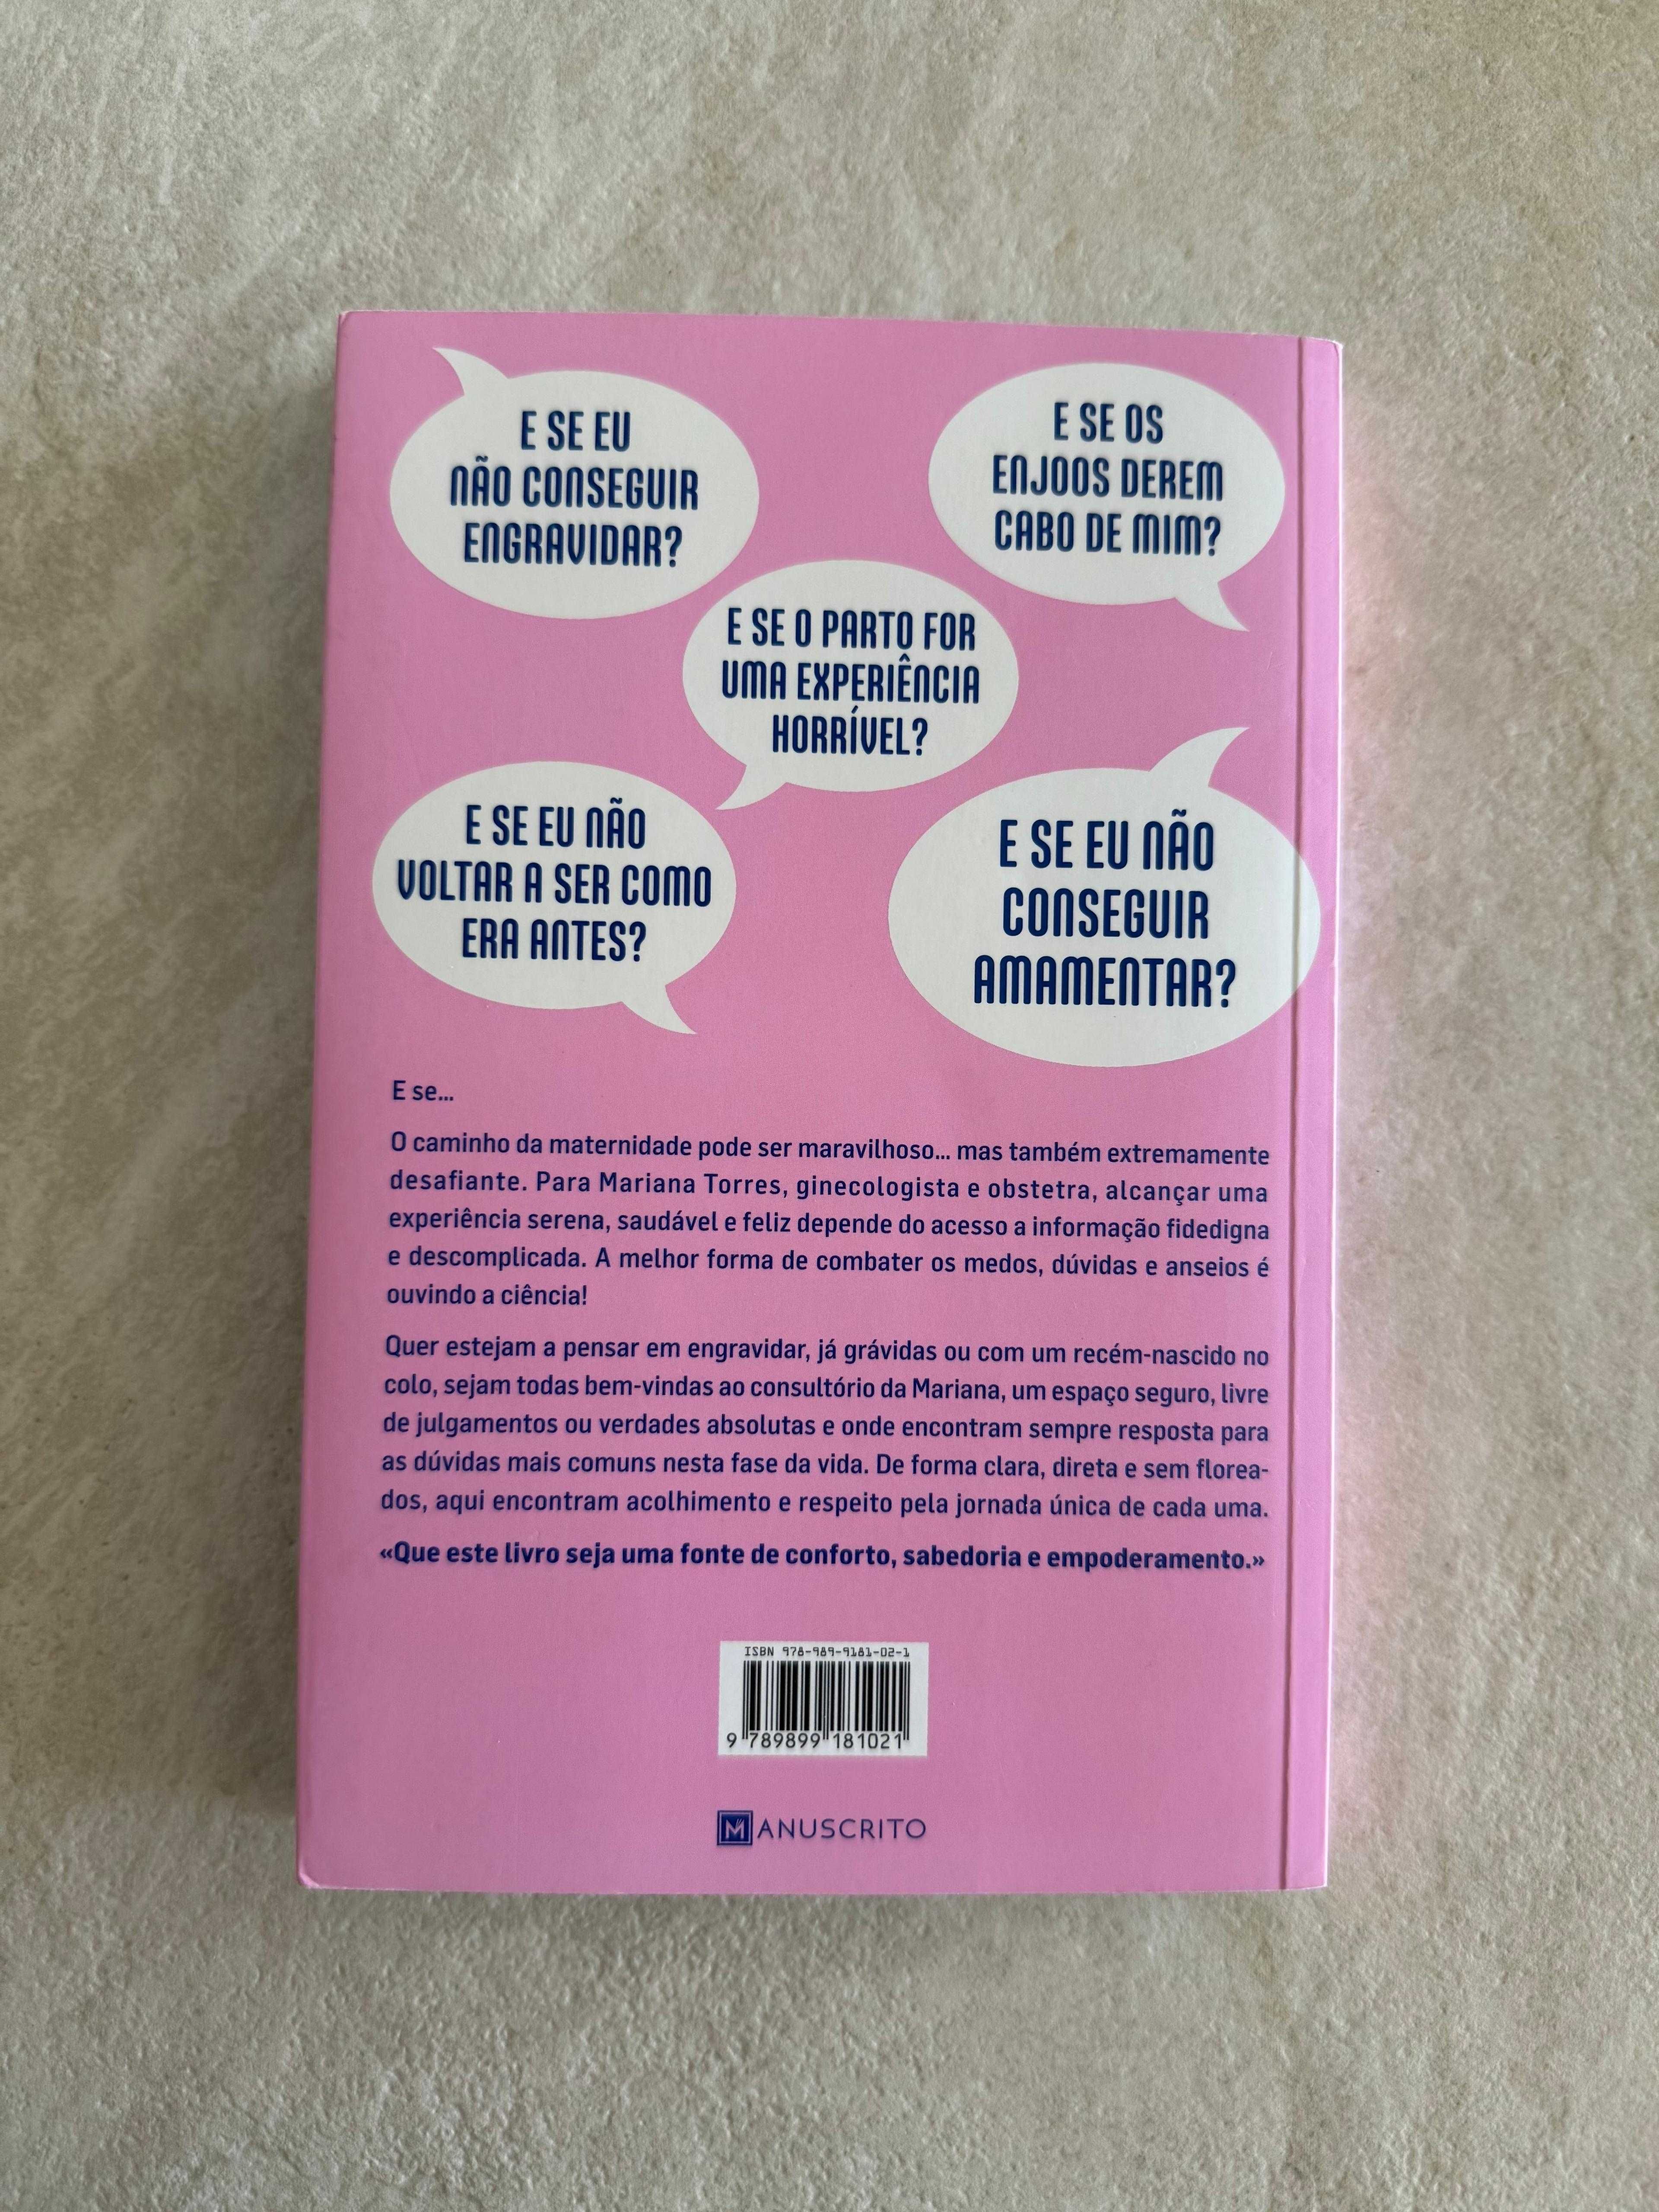 E SE EU
NÃO CONSEGUIR
ENGRAVIDAR?
E SE OS
ENJOOS DEREM
CABO DE MIM?
E SE O PARTO FOR
UMA EXPERIÊNCIA
HORRÍVEL?
E SE EU NÃO
VOLTAR A SER COMO
ERA ANTES?
E SE EU NÃO
CONSEGUIR
AMAMENTAR?
E se...
O caminho da maternidade pode ser maravilhoso... mas também extremamente
desafiante. Para Mariana Torres, ginecologista e obstetra, alcançar uma
experiência serena, saudável e feliz depende do acesso a informação fidedigna
e descomplicada. A melhor forma de combater os medos, dúvidas e anseios é
ouvindo a ciência!
Quer estejam a pensar em engravidar, já grávidas ou com um recém-nascido no
colo, sejam todas bem-vindas ao consultório da Mariana, um espaço seguro, livre
de julgamentos ou verdades absolutas e onde encontram sempre resposta para
as dúvidas mais comuns nesta fase da vida. De forma clara, direta e sem florea-
dos, aqui encontram acolhimento e respeito pela jornada única de cada uma.
«Que este livro seja uma fonte de conforto, sabedoria e empoderamento.»
ISBN 978-989-9181-02-1
9 789899 181021
MANUSCRITO